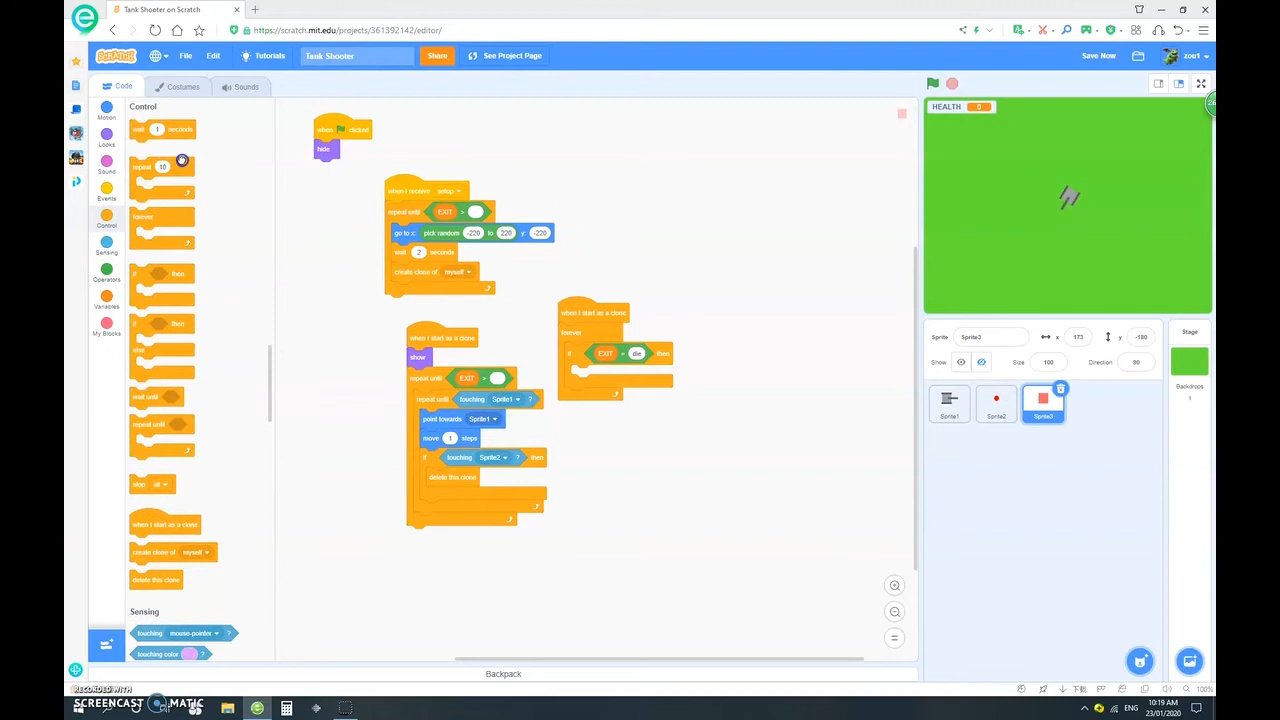 Tank Shooter on Scratch
https://scratch.mit.edu/projects/361392142/editor/
SCRATCH File Edit Tutorials Tank Shooter Share See Project Page Save Now zou1
Code Costumes Sounds
Motion
Looks
Sound
Events
Control
Sensing
Operators
Variables
My Blocks
Control
wait 1 seconds
repeat 10
forever
if then
if then
else
wait until
repeat until
stop all
when I start as a clone
create clone of myself
delete this clone
Sensing
touching mouse-pointer ?
touching color ?
when clicked
hide
when I receive setup
repeat until EXIT >
go to x: pick random -220 to 220 y: -220
wait 2 seconds
create clone of myself
when I start as a clone
show
repeat until EXIT >
repeat until touching Sprite1 ?
point towards Sprite1
move 1 steps
if touching Sprite2 ? then
delete this clone
when I start as a clone
forever
if EXIT = die then
HEALTH 0
Sprite Sprite3 x 173 y -180
Show Size 100 Direction 90
Sprite1 Sprite2 Sprite3
Stage
Backdrops
1
Backpack
下载 100%
RECORDED WITH
SCREENCAST MATIC
ENG 10:19 AM
23/01/2020